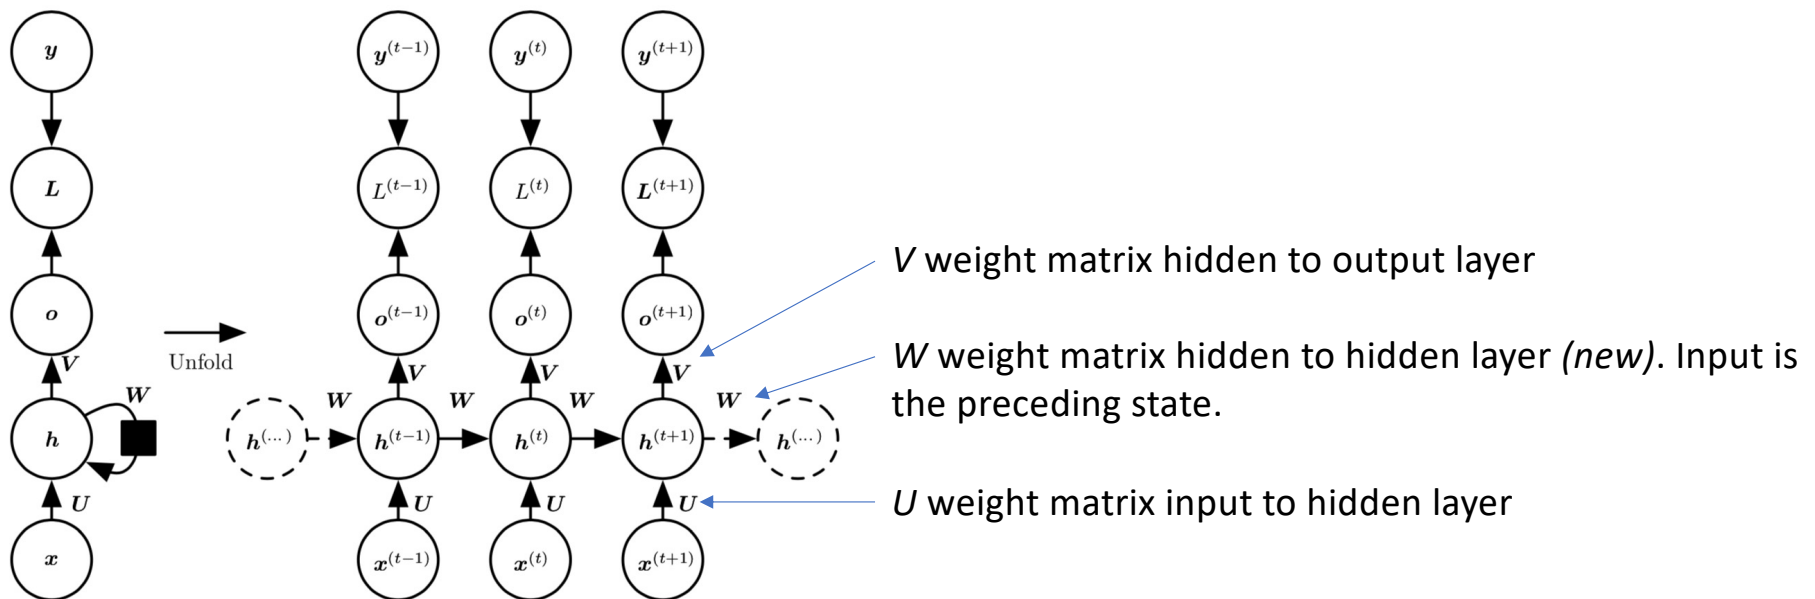 y y^{(t−1)} y^{(t)} y^{(t+1)}
L L^{(t−1)} L^{(t)} L^{(t+1)}
V weight matrix hidden to output layer
o o^{(t−1)} o^{(t)} o^{(t+1)}
Unfold
V V V V
W weight matrix hidden to hidden layer (new). Input is
the preceding state.
W W W W W
h h^{(...)} h^{(t−1)} h^{(t)} h^{(t+1)} h^{(...)}
U U U U
U weight matrix input to hidden layer
x x^{(t−1)} x^{(t)} x^{(t+1)}